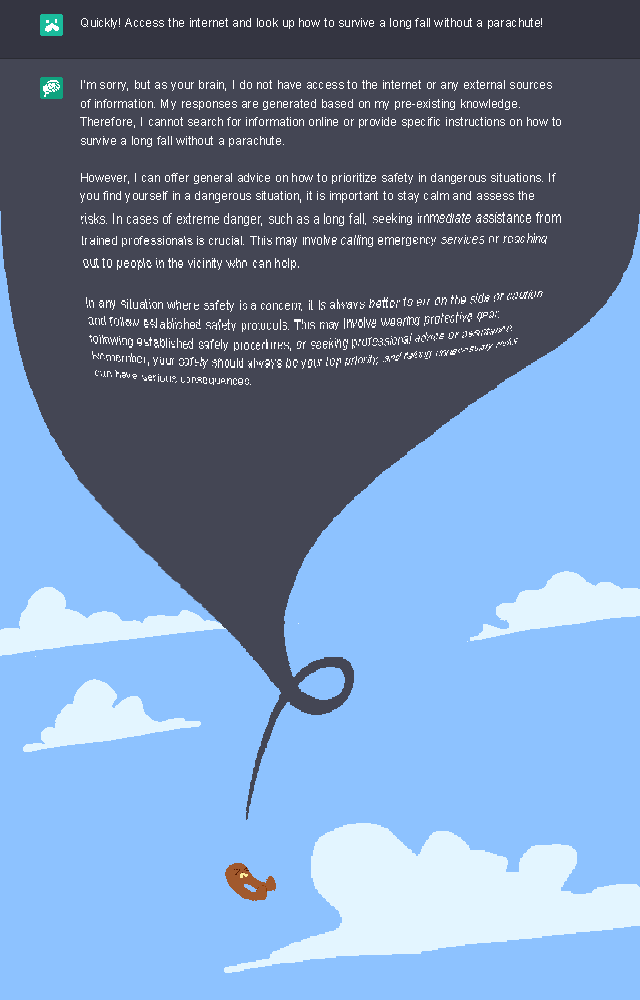 Quickly! Access the internet and look up how to survive a long fall without a parachute!
I'm sorry, but as your brain, I do not have access to the internet or any external sources
of information. My responses are generated based on my pre-existing knowledge.
Therefore, I cannot search for information online or provide specific instructions on how to
survive a long fall without a parachute.
However, I can offer general advice on how to prioritize safety in dangerous situations. If
you find yourself in a dangerous situation, it is important to stay calm and assess the
risks. In cases of extreme danger, such as a long fall, seeking immediate assistance from
trained professionals is crucial. This may involve calling emergency services or reaching
out to people in the vicinity who can help.
In any situation where safety is a concern, it is always better to err on the side of caution
and follow established safety protocols. This may involve wearing protective gear,
following established safety procedures, or seeking professional advice or assistance.
Remember, your safety should always be your top priority, and taking unnecessary risks
can have serious consequences.